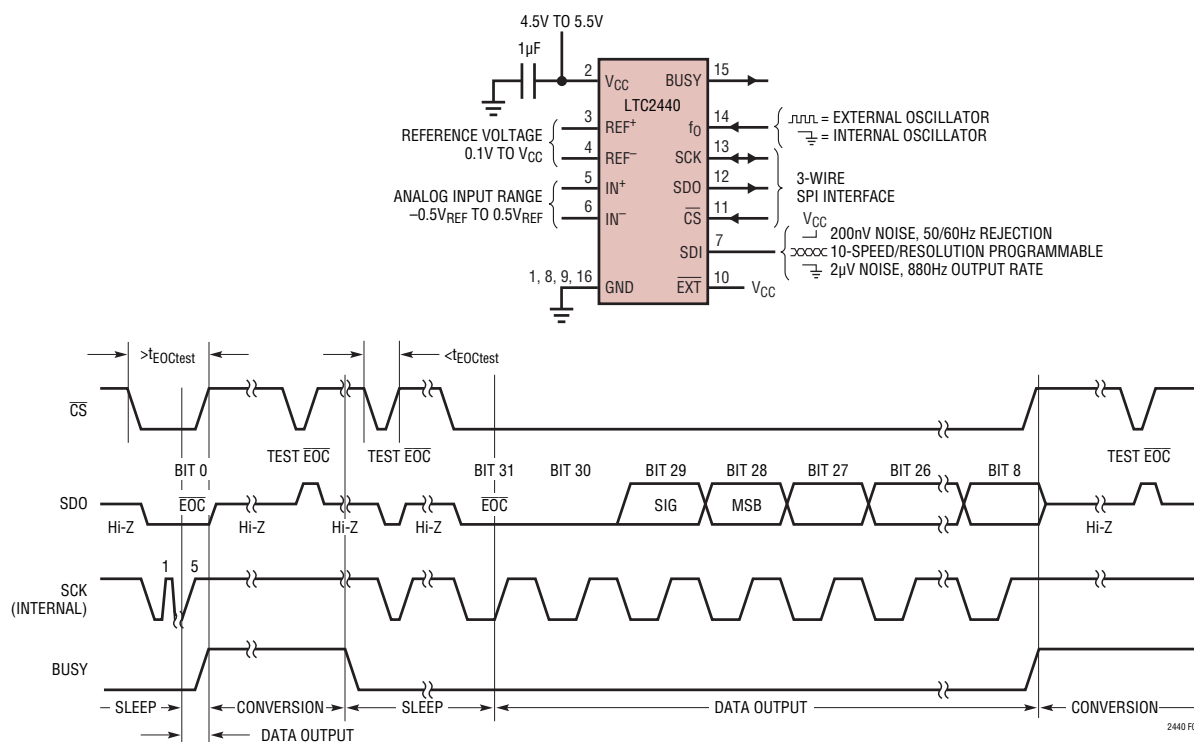 4.5V TO 5.5V
1µF
2 VCC BUSY 15
LTC2440
3 REF+ fO 14
= EXTERNAL OSCILLATOR
= INTERNAL OSCILLATOR
REFERENCE VOLTAGE
0.1V TO VCC
4 REF– SCK 13
5 IN+ SDO 12
3-WIRE
SPI INTERFACE
ANALOG INPUT RANGE
–0.5VREF TO 0.5VREF
6 IN– CS 11
VCC
200nV NOISE, 50/60Hz REJECTION
SDI 7
10-SPEED/RESOLUTION PROGRAMMABLE
2µV NOISE, 880Hz OUTPUT RATE
1, 8, 9, 16 GND EXT 10 VCC
>tEOCtest <tEOCtest
CS
TEST EOC TEST EOC TEST EOC
BIT 0 BIT 31 BIT 30 BIT 29 BIT 28 BIT 27 BIT 26 BIT 8
SDO EOC EOC SIG MSB
Hi-Z Hi-Z Hi-Z Hi-Z Hi-Z
1 5
SCK
(INTERNAL)
BUSY
SLEEP CONVERSION SLEEP DATA OUTPUT CONVERSION
DATA OUTPUT